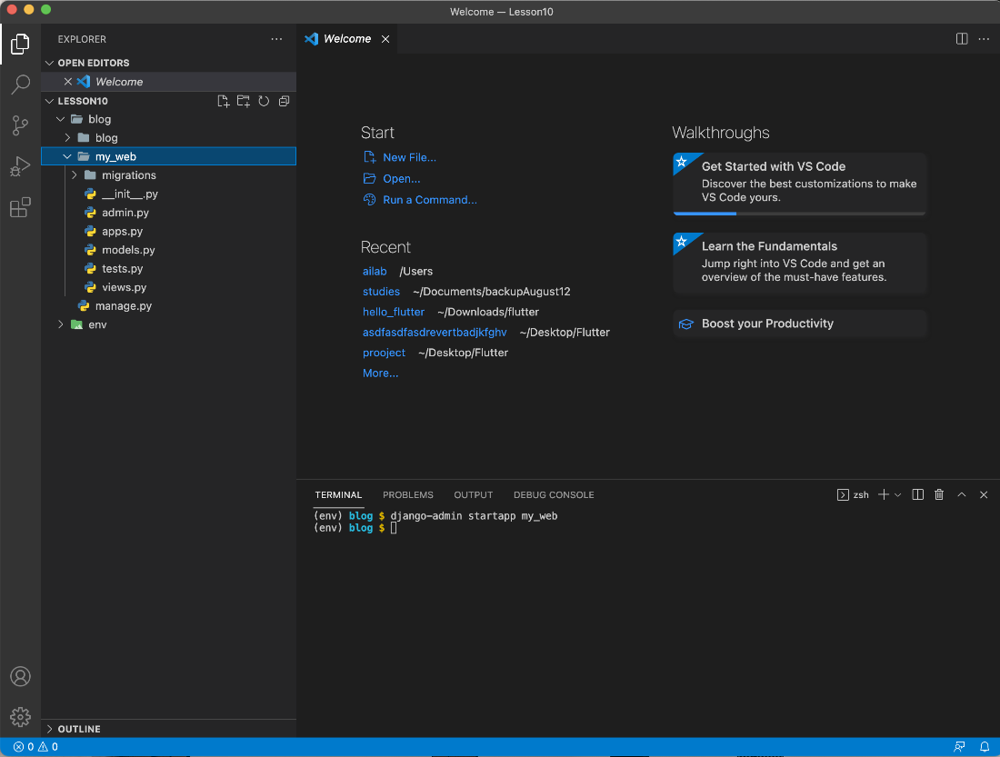 Welcome — Lesson10
EXPLORER
OPEN EDITORS
Welcome
LESSON10
blog
blog
my_web
migrations
__init__.py
admin.py
apps.py
models.py
tests.py
views.py
manage.py
env
OUTLINE
Welcome
Start
New File...
Open...
Run a Command...
Recent
ailab /Users
studies ~/Documents/backupAugust12
hello_flutter ~/Downloads/flutter
asdfasdfasdrevertbadjkfghv ~/Desktop/Flutter
prooject ~/Desktop/Flutter
More...
Walkthroughs
Get Started with VS Code
Discover the best customizations to make
VS Code yours.
Learn the Fundamentals
Jump right into VS Code and get an
overview of the must-have features.
Boost your Productivity
TERMINAL PROBLEMS OUTPUT DEBUG CONSOLE zsh
(env) blog $ django-admin startapp my_web
(env) blog $
0 0